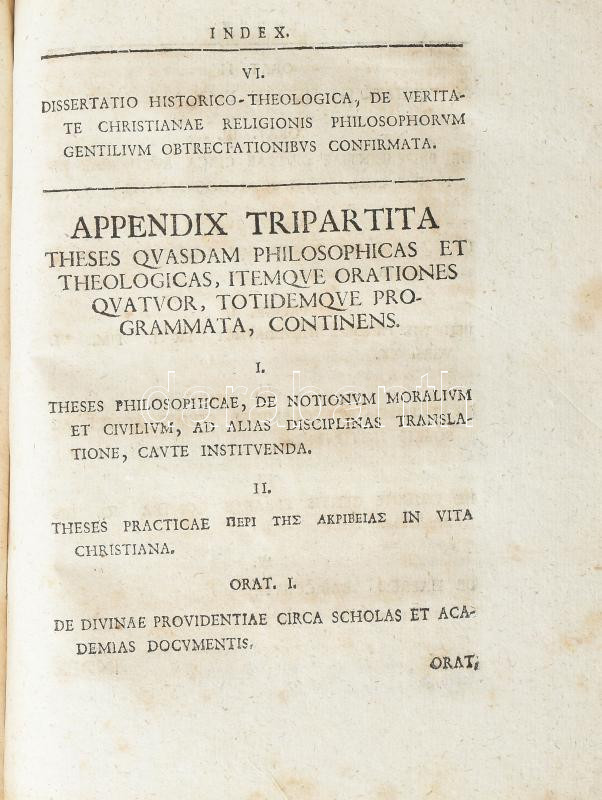 INDEX.
VI.
DISSERTATIO HISTORICO-THEOLOGICA, DE VERITA-
TE CHRISTIANAE RELIGIONIS PHILOSOPHORVM
GENTILIVM OBTRECTATIONIBVS CONFIRMATA.
APPENDIX TRIPARTITA
THESES QVASDAM PHILOSOPHICAS ET
THEOLOGICAS, ITEMQVE ORATIONES
QVATVOR, TOTIDEMQVE PRO-
GRAMMATA, CONTINENS.
I.
THESES PHILOSOPHICAE, DE NOTIONVM MORALIVM
ET CIVILIVM, AD ALIAS DISCIPLINAS TRANSLA-
TIONE, CAVTE INSTITVENDA.
II.
THESES PRACTICAE ΠΕΡΙ ΤΗΣ ΑΚΡΙΒΕΙΑΣ IN VITA
CHRISTIANA.
ORAT. I.
DE DIVINAE PROVIDENTIAE CIRCA SCHOLAS ET ACA-
DEMIAS DOCVMENTIS.
ORAT.
darabanth